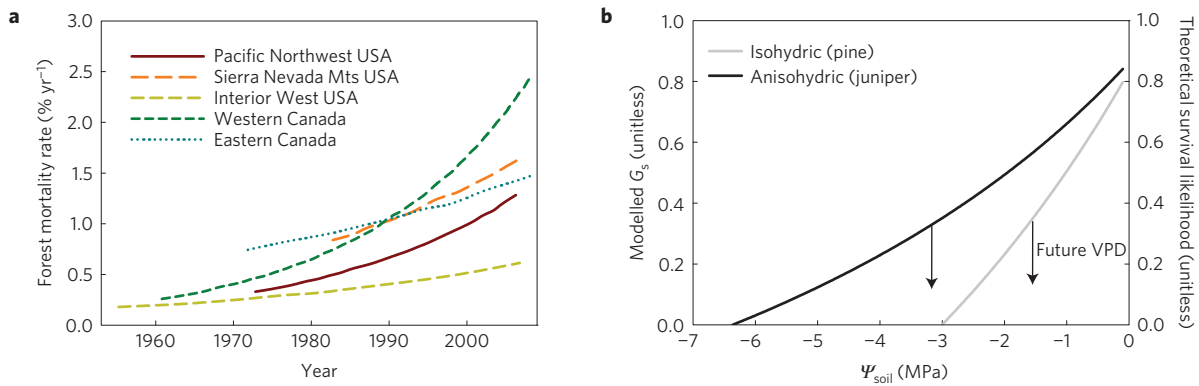 a
Forest mortality rate (% yr⁻¹)
3.0
2.5
2.0
1.5
1.0
0.5
0.0
Pacific Northwest USA
Sierra Nevada Mts USA
Interior West USA
Western Canada
Eastern Canada
1960 1970 1980 1990 2000
Year
b
Modelled Gₛ (unitless)
1.0
0.8
0.6
0.4
0.2
0.0
Isohydric (pine)
Anisohydric (juniper)
Future VPD
−7 −6 −5 −4 −3 −2 −1 0
Ψsoil (MPa)
1.0
0.8
0.6
0.4
0.2
0.0
Theoretical survival likelihood (unitless)